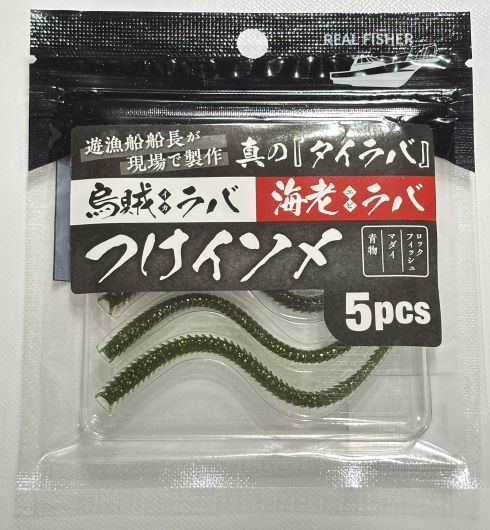 REAL FISHER
遊漁船船長が
現場で製作
真の『タイラバ』
烏賊イカラバ
海老エビラバ
つけイソメ
ロックフィッシュ
マダイ
青物
5pcs